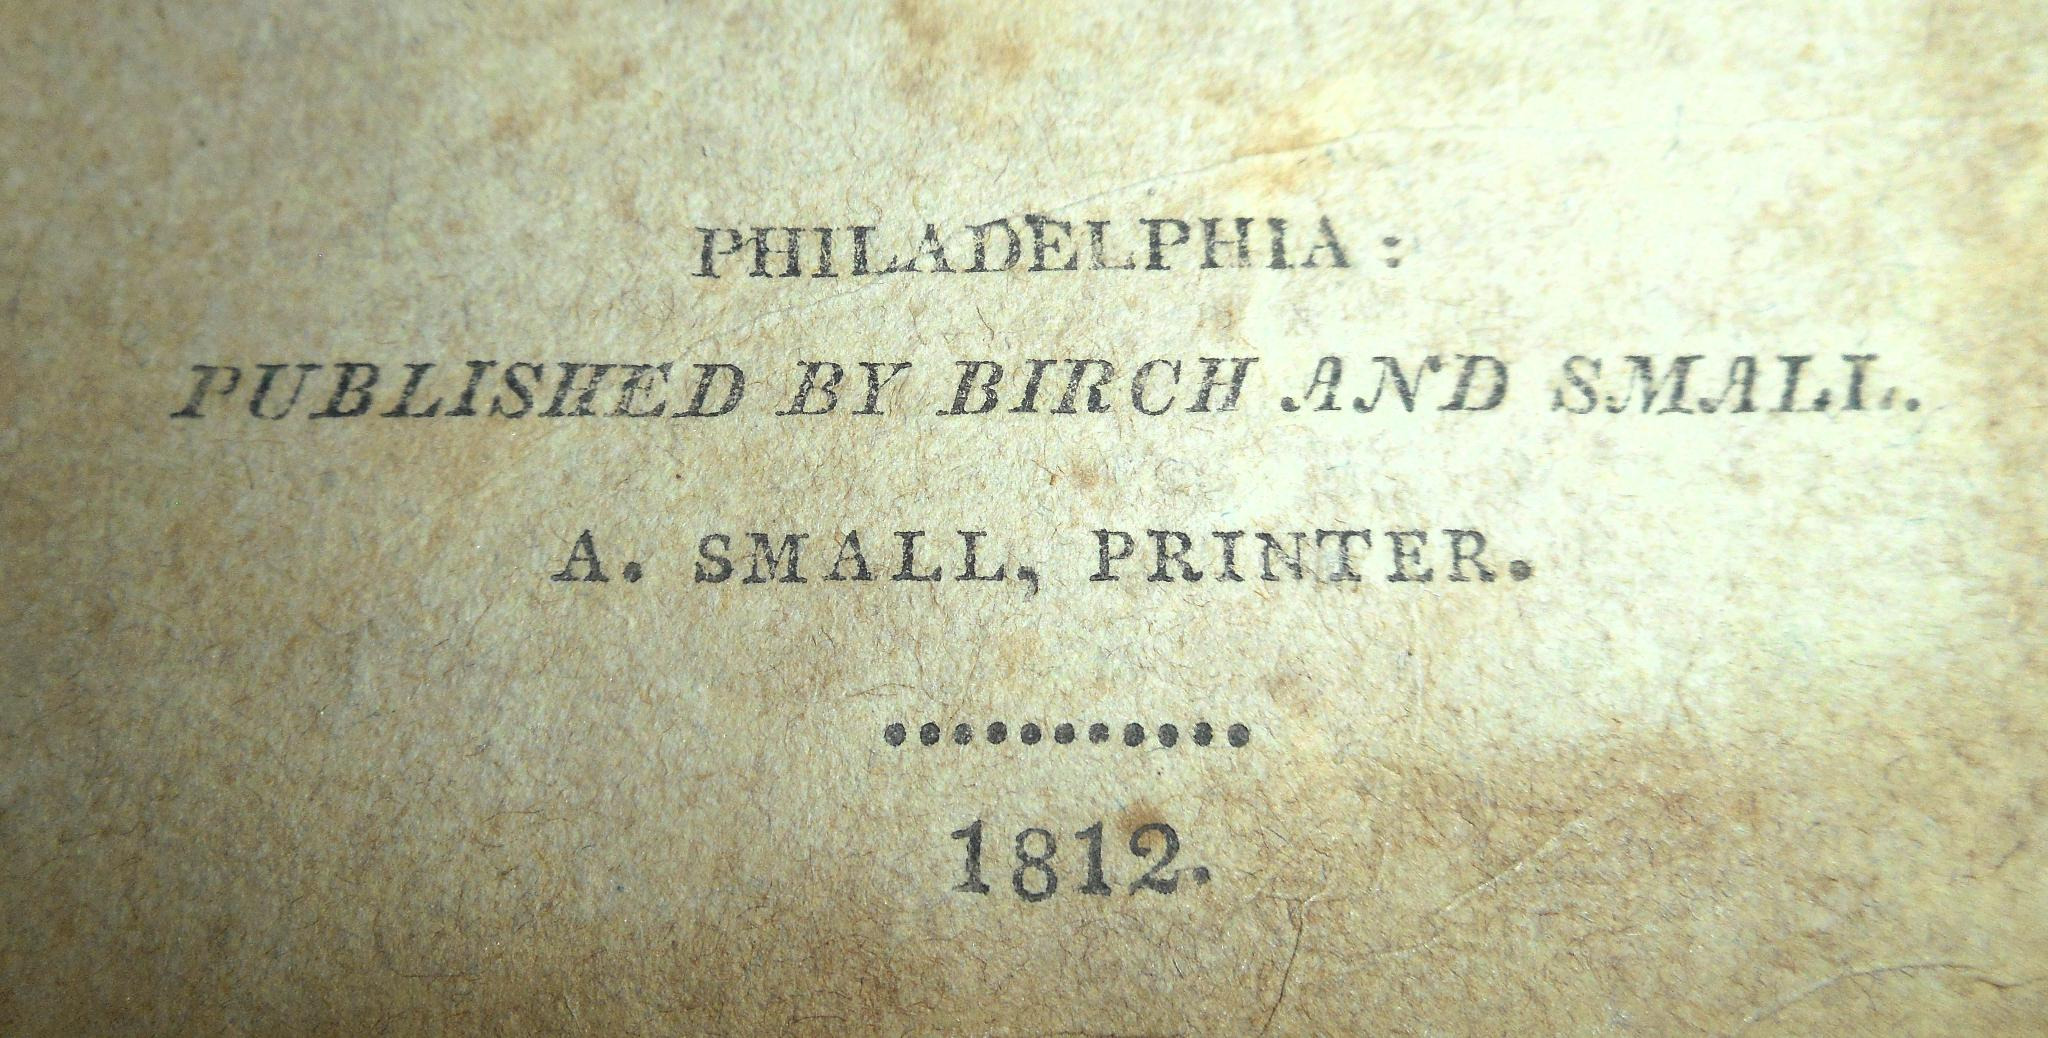 PHILADELPHIA:
PUBLISHED BY BIRCH AND SMALL.
A. SMALL, PRINTER.
...........
1812.